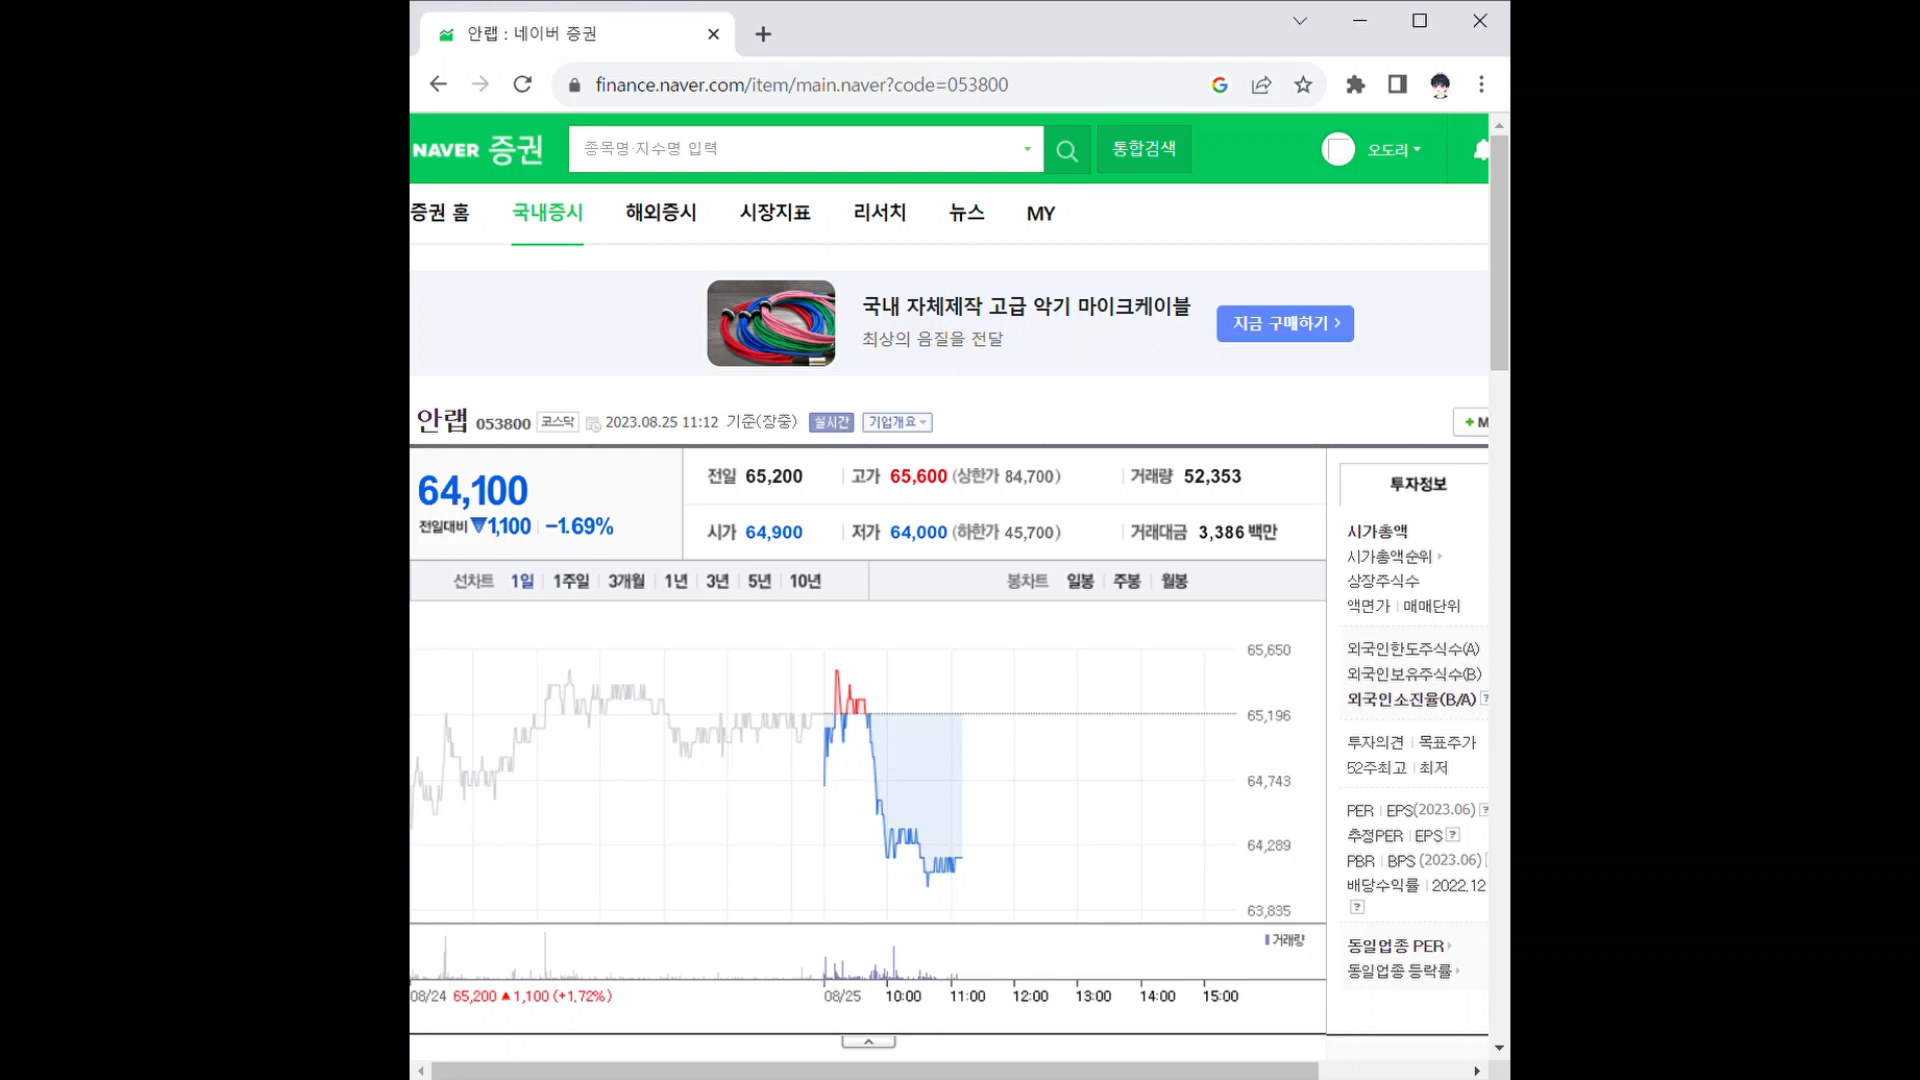 안랩 : 네이버 증권
finance.naver.com/item/main.naver?code=053800
NAVER 증권
종목명·지수명 입력
통합검색
오도리
증권 홈 국내증시 해외증시 시장지표 리서치 뉴스 MY
국내 자체제작 고급 악기 마이크케이블
최상의 음질을 전달
지금 구매하기 >
안랩 053800 코스닥 2023.08.25 11:12 기준(장중) 실시간 기업개요
+ M
64,100
전일대비 ▼1,100 -1.69%
전일 65,200 고가 65,600 (상한가 84,700) 거래량 52,353
시가 64,900 저가 64,000 (하한가 45,700) 거래대금 3,386 백만
선차트 1일 1주일 3개월 1년 3년 5년 10년 봉차트 일봉 주봉 월봉
65,650
65,196
64,743
64,289
63,835
거래량
08/24 65,200 ▲1,100 (+1.72%) 08/25 10:00 11:00 12:00 13:00 14:00 15:00
투자정보
시가총액
시가총액순위
상장주식수
액면가 | 매매단위
외국인한도주식수(A)
외국인보유주식수(B)
외국인소진율(B/A) ?
투자의견 | 목표주가
52주최고 | 최저
PER | EPS(2023.06) ?
추정PER | EPS ?
PBR | BPS (2023.06)
배당수익률 | 2022.12
?
동일업종 PER
동일업종 등락률